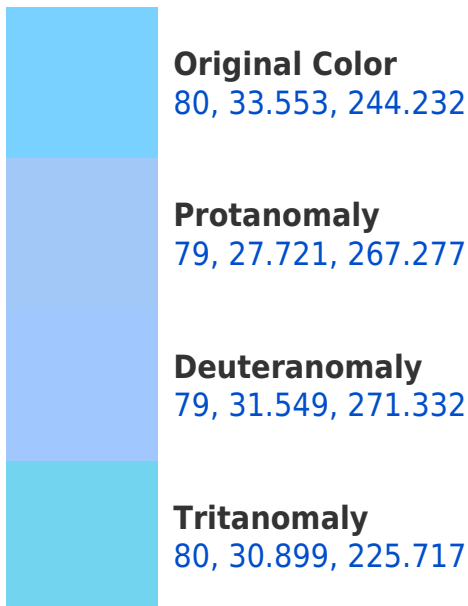 Original Color
80, 33.553, 244.232
Protanomaly
79, 27.721, 267.277
Deuteranomaly
79, 31.549, 271.332
Tritanomaly
80, 30.899, 225.717